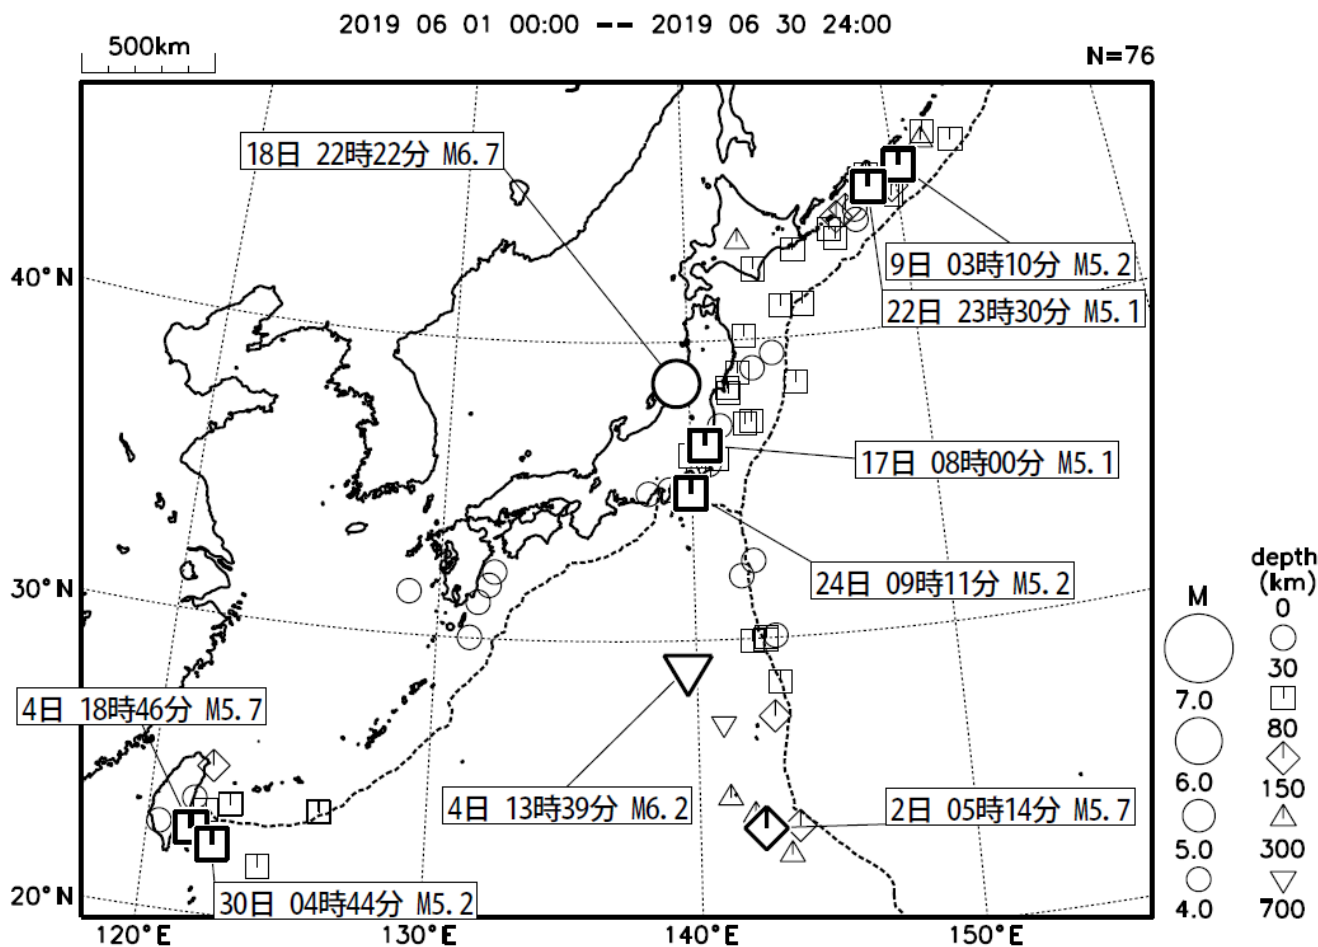 2019 06 01 00:00 -- 2019 06 30 24:00
500km
N=76
18日 22時22分 M6.7
9日 03時10分 M5.2
40°N
22日 23時30分 M5.1
17日 08時00分 M5.1
24日 09時11分 M5.2
30°N
4日 18時46分 M5.7
4日 13時39分 M6.2
2日 05時14分 M5.7
30日 04時44分 M5.2
20°N
120°E
130°E
140°E
150°E
M
7.0
6.0
5.0
4.0
depth
(km)
0
30
80
150
300
700